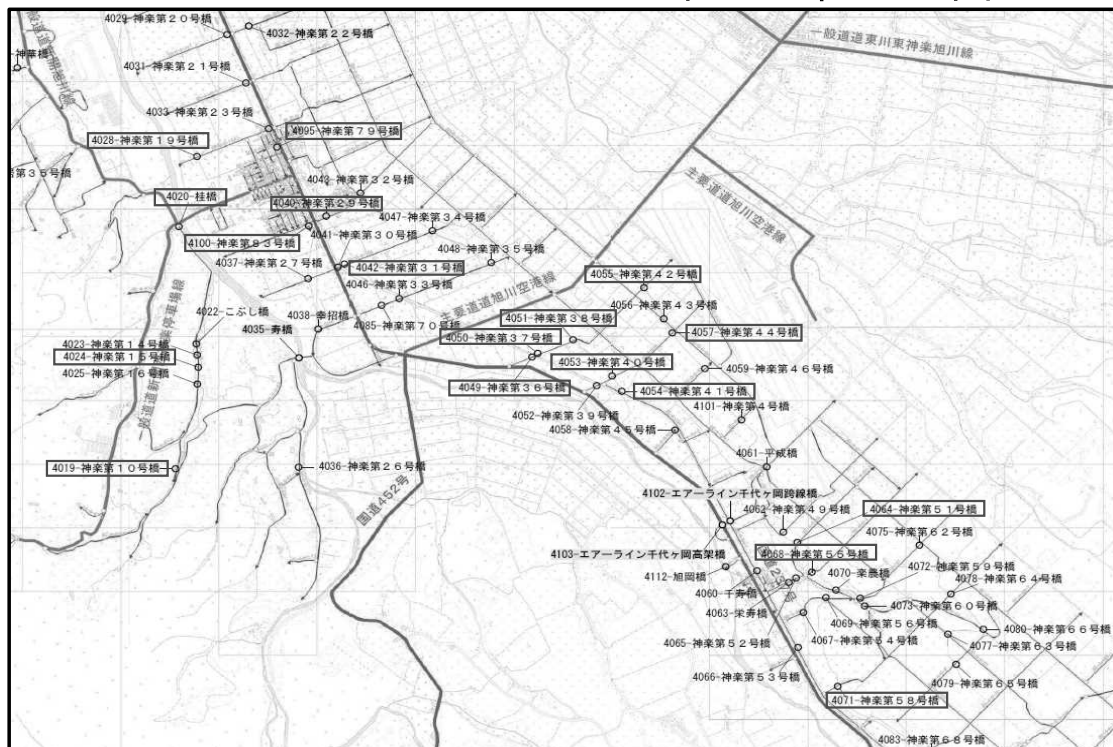 4029-神楽第２０号橋
4032-神楽第２２号橋
一般道道東川東神楽旭川線
神華橋
4031-神楽第２１号橋
4033-神楽第２３号橋
4095-神楽第７９号橋
4028-神楽第１９号橋
第３５号橋
4043-神楽第３２号橋
主要道道旭川空港線
4020-桂橋
4040-神楽第２９号橋
4047-神楽第３４号橋
4100-神楽第８３号橋
4041-神楽第３０号橋
4048-神楽第３５号橋
4037-神楽第２７号橋
4042-神楽第３１号橋
4055-神楽第４２号橋
4046-神楽第３３号橋
主要道道旭川空港線
4022-こぶし橋
4038-幸招橋
4056-神楽第４３号橋
4035-寿橋
4085-神楽第７０号橋
4051-神楽第３８号橋
4057-神楽第４４号橋
4023-神楽第１４号橋
4050-神楽第３７号橋
4024-神楽第１５号橋
4053-神楽第４０号橋
4059-神楽第４６号橋
4025-神楽第１６号橋
4049-神楽第３６号橋
4054-神楽第４１号橋
4101-神楽第４号橋
4052-神楽第３９号橋
4058-神楽第４５号橋
4061-平成橋
4019-神楽第１０号橋
4036-神楽第２６号橋
国道452号
4102-エアーライン千代ヶ岡跨線橋
4062-神楽第４９号橋
4064-神楽第５１号橋
4075-神楽第６２号橋
4103-エアーライン千代ヶ岡高架橋
4068-神楽第５５号橋
4072-神楽第５９号橋
4112-旭岡橋
4070-楽農橋
4078-神楽第６４号橋
4060-千寿橋
4073-神楽第６０号橋
4063-栄寿橋
4069-神楽第５６号橋
4080-神楽第６６号橋
4065-神楽第５２号橋
4067-神楽第５４号橋
4077-神楽第６３号橋
4066-神楽第５３号橋
4079-神楽第６５号橋
4071-神楽第５８号橋
4083-神楽第６８号橋